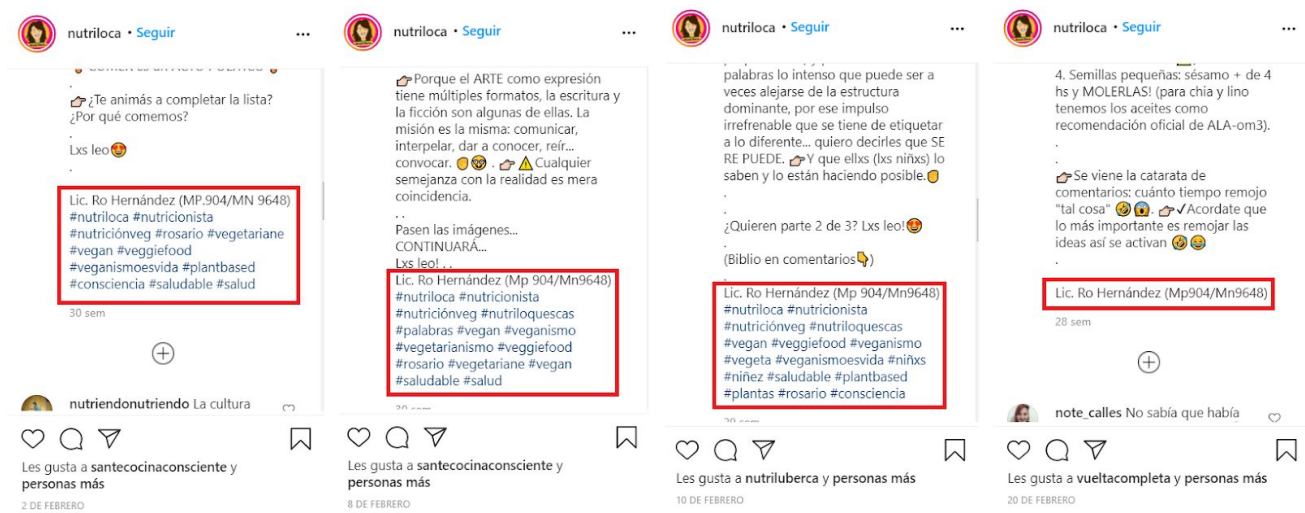 nutriloca • Seguir
...
👉¿Te animás a completar la lista?
¿Por qué comemos?
.
Lxs leo😍
.
Lic. Ro Hernández (MP.904/MN 9648)
#nutriloca #nutricionista
#nutriciónveg #rosario #vegetariane
#vegan #veggiefood
#veganismoesvida #plantbased
#consciencia #saludable #salud
30 sem
nutriendonutriendo La cultura
Les gusta a santecocinaconsciente y
personas más
2 DE FEBRERO
nutriloca • Seguir
...
👉Porque el ARTE como expresión
tiene múltiples formatos, la escritura y
la ficción son algunas de ellas. La
misión es la misma: comunicar,
interpelar, dar a conocer, reír...
convocar. ✊🤓 . 👉⚠Cualquier
semejanza con la realidad es mera
coincidencia.
. .
Pasen las imágenes...
CONTINUARÁ...
Lxs leo! . .
Lic. Ro Hernández (Mp 904/Mn9648)
#nutriloca #nutricionista
#nutriciónveg #nutriloquescas
#palabras #vegan #veganismo
#vegetarianismo #veggiefood
#rosario #vegetariane #vegan
#saludable #salud
Les gusta a santecocinaconsciente y
personas más
8 DE FEBRERO
nutriloca • Seguir
...
palabras lo intenso que puede ser a
veces alejarse de la estructura
dominante, por ese impulso
irrefrenable que se tiene de etiquetar
a lo diferente... quiero decirles que SE
RE PUEDE. 👉Y que ellxs (lxs niñxs) lo
saben y lo están haciendo posible.✊
.
.
¿Quieren parte 2 de 3? Lxs leo!😍
.
(Biblio en comentarios👇)
.
Lic. Ro Hernández (Mp 904/Mn9648)
#nutriloca #nutricionista
#nutriciónveg #nutriloquescas
#vegan #veggiefood #veganismo
#vegeta #veganismoesvida #niñxs
#niñez #saludable #plantbased
#plantas #rosario #consciencia
Les gusta a nutriluberca y personas más
10 DE FEBRERO
nutriloca • Seguir
...
4. Semillas pequeñas: sésamo + de 4
hs y MOLERLAS! (para chia y lino
tenemos los aceites como
recomendación oficial de ALA-om3).
.
.
👉Se viene la catarata de
comentarios: cuánto tiempo remojo
"tal cosa" 🤣😱. 👉✓Acordate que
lo más importante es remojar las
ideas así se activan 🤣😂
.
Lic. Ro Hernández (Mp904/Mn9648)
28 sem
note_calles No sabía que había
Les gusta a vueltacompleta y personas más
20 DE FEBRERO